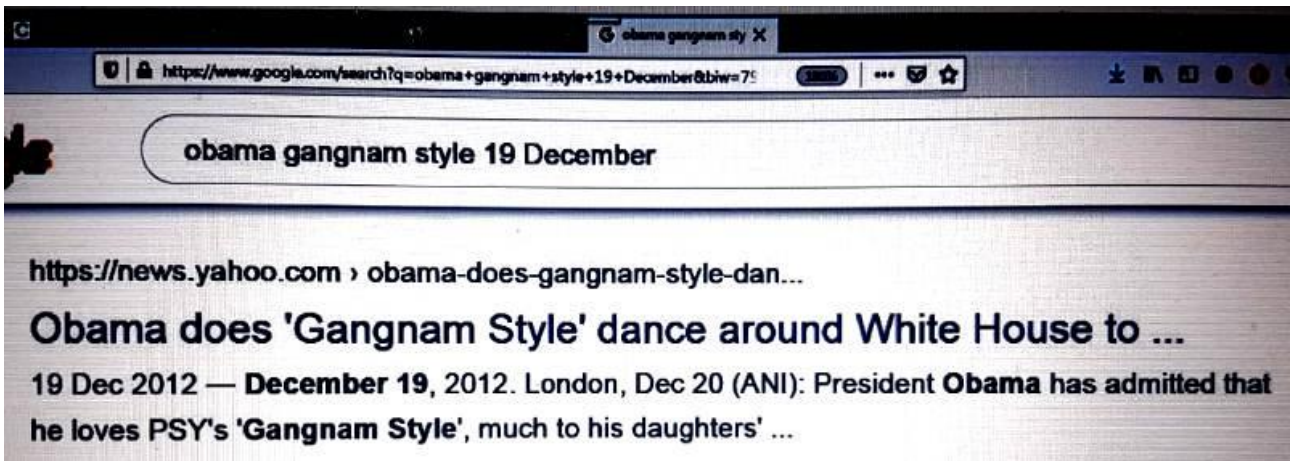 obama gangnam sty
https://www.google.com/search?q=obama+gangnam+style+19+December&biw=79
obama gangnam style 19 December
https://news.yahoo.com › obama-does-gangnam-style-dan...
Obama does 'Gangnam Style' dance around White House to ...
19 Dec 2012 — December 19, 2012. London, Dec 20 (ANI): President Obama has admitted that
he loves PSY's 'Gangnam Style', much to his daughters' ...